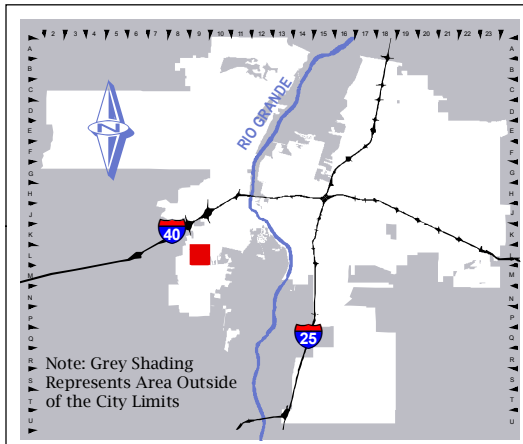 2 3 4 5 6 7 8 9 10 11 12 13 14 15 16 17 18 19 20 21 22 23
A A
B B
C C
D D
E E
F F
G G
H H
J J
K K
L L
M M
N N
P P
Q Q
R R
S S
T T
U U
N
RIO GRANDE
40
25
Note: Grey Shading
Represents Area Outside
of the City Limits